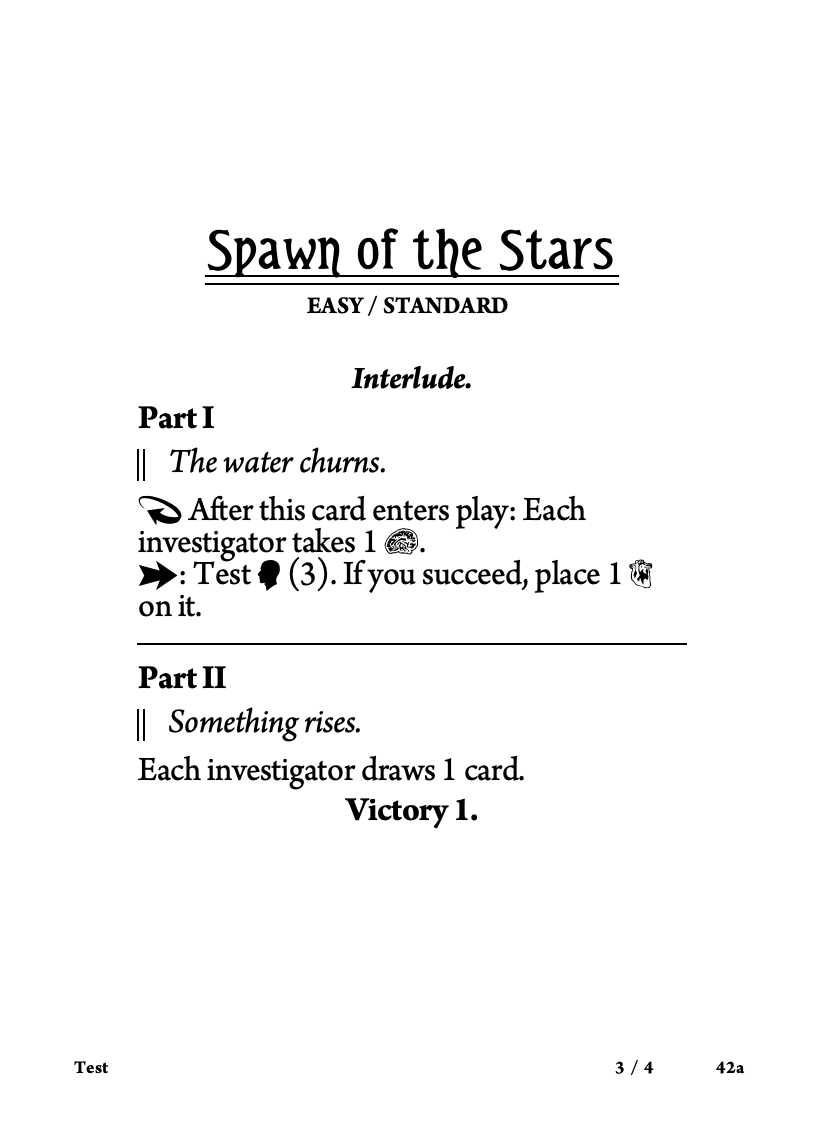 Spawn of the Stars
EASY / STANDARD
Interlude.
Part I
The water churns.
After this card enters play: Each
investigator takes 1 .
: Test (3). If you succeed, place 1
on it.
Part II
Something rises.
Each investigator draws 1 card.
Victory 1.
Test
3 / 4
42a